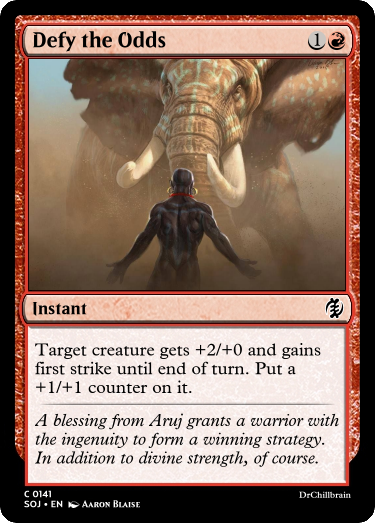 Defy the Odds 1
Instant
Target creature gets +2/+0 and gains
first strike until end of turn. Put a
+1/+1 counter on it.
A blessing from Aruj grants a warrior with
the ingenuity to form a winning strategy.
In addition to divine strength, of course.
C 0141
SOJ • EN Aaron Blaise
DrChillbrain